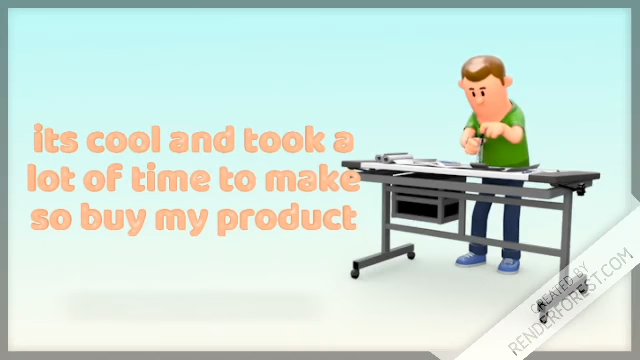 its cool and took a
lot of time to make
so buy my product
CREATED BY
RENDERFOREST.COM